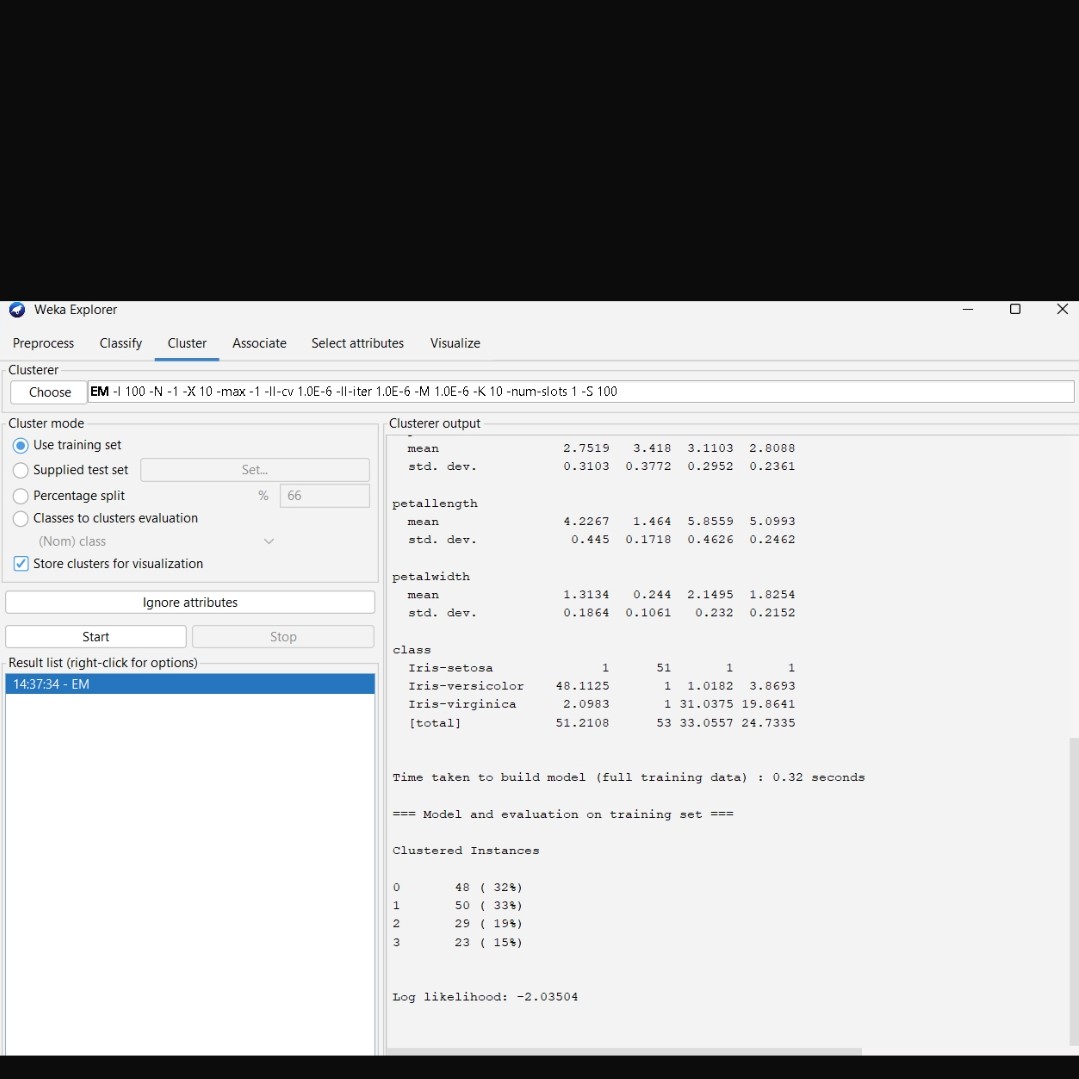 Weka Explorer
Preprocess Classify Cluster Associate Select attributes Visualize
Clusterer
Choose EM -I 100 -N -1 -X 10 -max -1 -ll-cv 1.0E-6 -ll-iter 1.0E-6 -M 1.0E-6 -K 10 -num-slots 1 -S 100
Cluster mode
Use training set
Supplied test set Set...
Percentage split % 66
Classes to clusters evaluation
(Nom) class
Store clusters for visualization
Ignore attributes
Start Stop
Result list (right-click for options)
14:37:34 - EM
Clusterer output
mean 2.7519 3.418 3.1103 2.8088
std. dev. 0.3103 0.3772 0.2952 0.2361
petallength
mean 4.2267 1.464 5.8559 5.0993
std. dev. 0.445 0.1718 0.4626 0.2462
petalwidth
mean 1.3134 0.244 2.1495 1.8254
std. dev. 0.1864 0.1061 0.232 0.2152
class
Iris-setosa 1 51 1 1
Iris-versicolor 48.1125 1 1.0182 3.8693
Iris-virginica 2.0983 1 31.0375 19.8641
[total] 51.2108 53 33.0557 24.7335
Time taken to build model (full training data) : 0.32 seconds
=== Model and evaluation on training set ===
Clustered Instances
0 48 ( 32%)
1 50 ( 33%)
2 29 ( 19%)
3 23 ( 15%)
Log likelihood: -2.03504